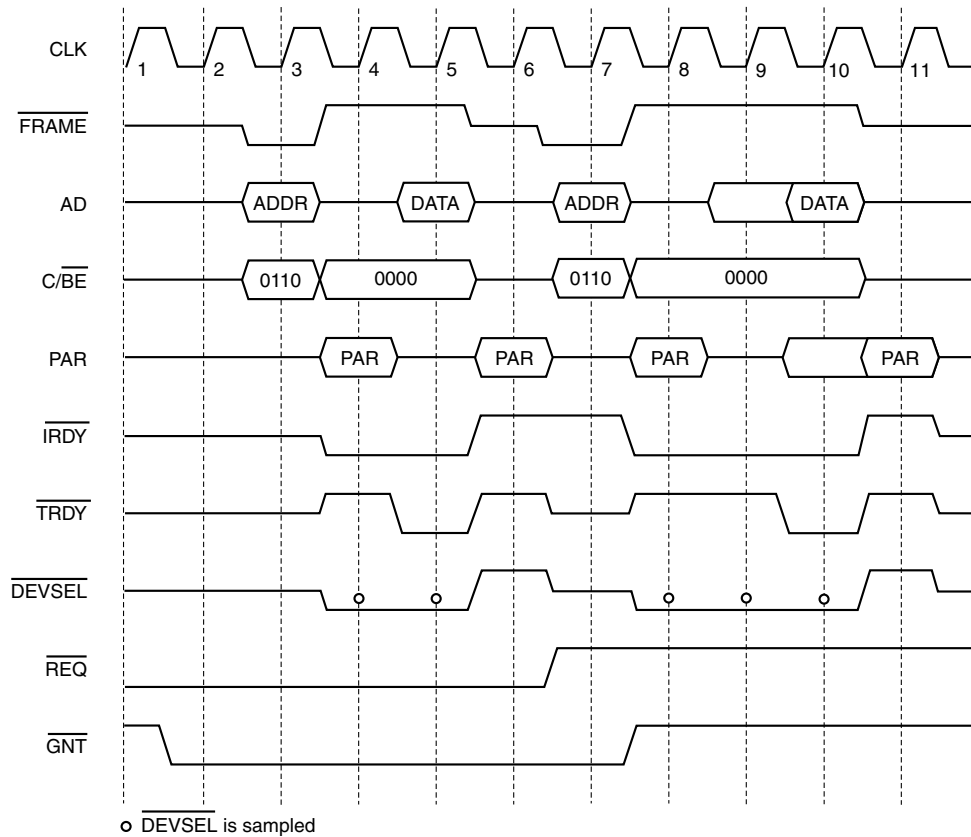 CLK
1 2 3 4 5 6 7 8 9 10 11
FRAME
AD
ADDR DATA ADDR DATA
C/BE
0110 0000 0110 0000
PAR
PAR PAR PAR PAR
IRDY
TRDY
DEVSEL
REQ
GNT
DEVSEL is sampled